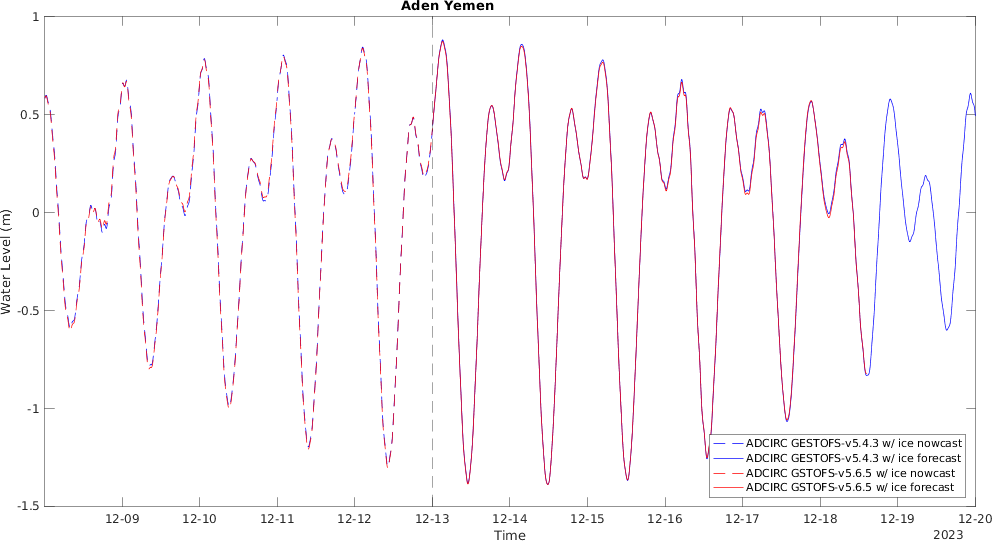 Aden Yemen
1
0.5
0
-0.5
-1
-1.5
Water Level (m)
12-09 12-10 12-11 12-12 12-13 12-14 12-15 12-16 12-17 12-18 12-19 12-20
Time
2023
ADCIRC GESTOFS-v5.4.3 w/ ice nowcast
ADCIRC GESTOFS-v5.4.3 w/ ice forecast
ADCIRC GSTOFS-v5.6.5 w/ ice nowcast
ADCIRC GSTOFS-v5.6.5 w/ ice forecast